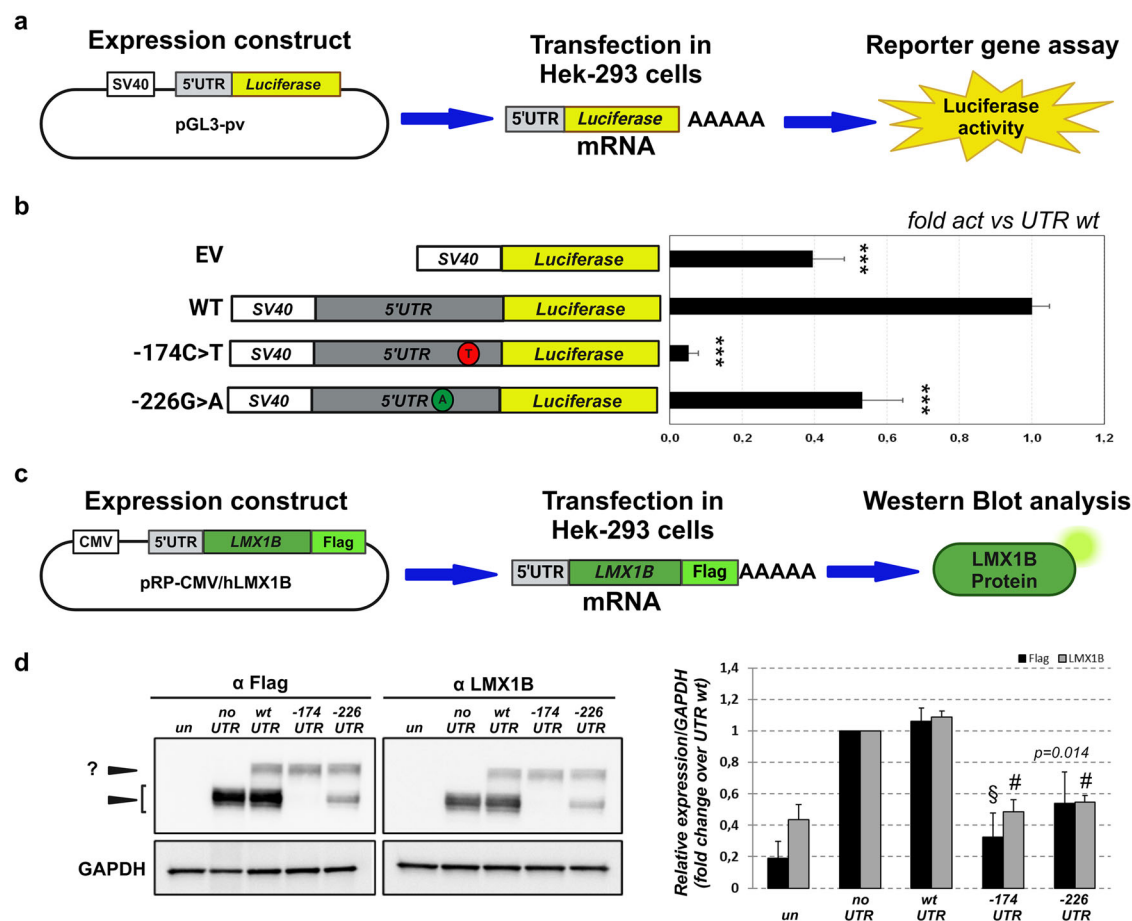 a
Expression construct
Transfection in
Hek-293 cells
Reporter gene assay
SV40
5'UTR
Luciferase
pGL3-pv
5'UTR
Luciferase
AAAAA
mRNA
Luciferase
activity
b
fold act vs UTR wt
EV
SV40
Luciferase
***
WT
SV40
5'UTR
Luciferase
-174C>T
SV40
5'UTR
T
Luciferase
***
-226G>A
SV40
5'UTR
A
Luciferase
***
0,0 0,2 0,4 0,6 0,8 1,0 1,2
c
Expression construct
Transfection in
Hek-293 cells
Western Blot analysis
CMV
5'UTR
LMX1B
Flag
pRP-CMV/hLMX1B
5'UTR
LMX1B
Flag
AAAAA
mRNA
LMX1B
Protein
d
α Flag
α LMX1B
un
no
UTR
wt
UTR
-174
UTR
-226
UTR
un
no
UTR
wt
UTR
-174
UTR
-226
UTR
?
GAPDH
Flag
LMX1B
Relative expression/GAPDH
(fold change over UTR wt)
1,4
1,2
1
0,8
0,6
0,4
0,2
0
p=0.014
§
#
#
un
no
UTR
wt
UTR
-174
UTR
-226
UTR